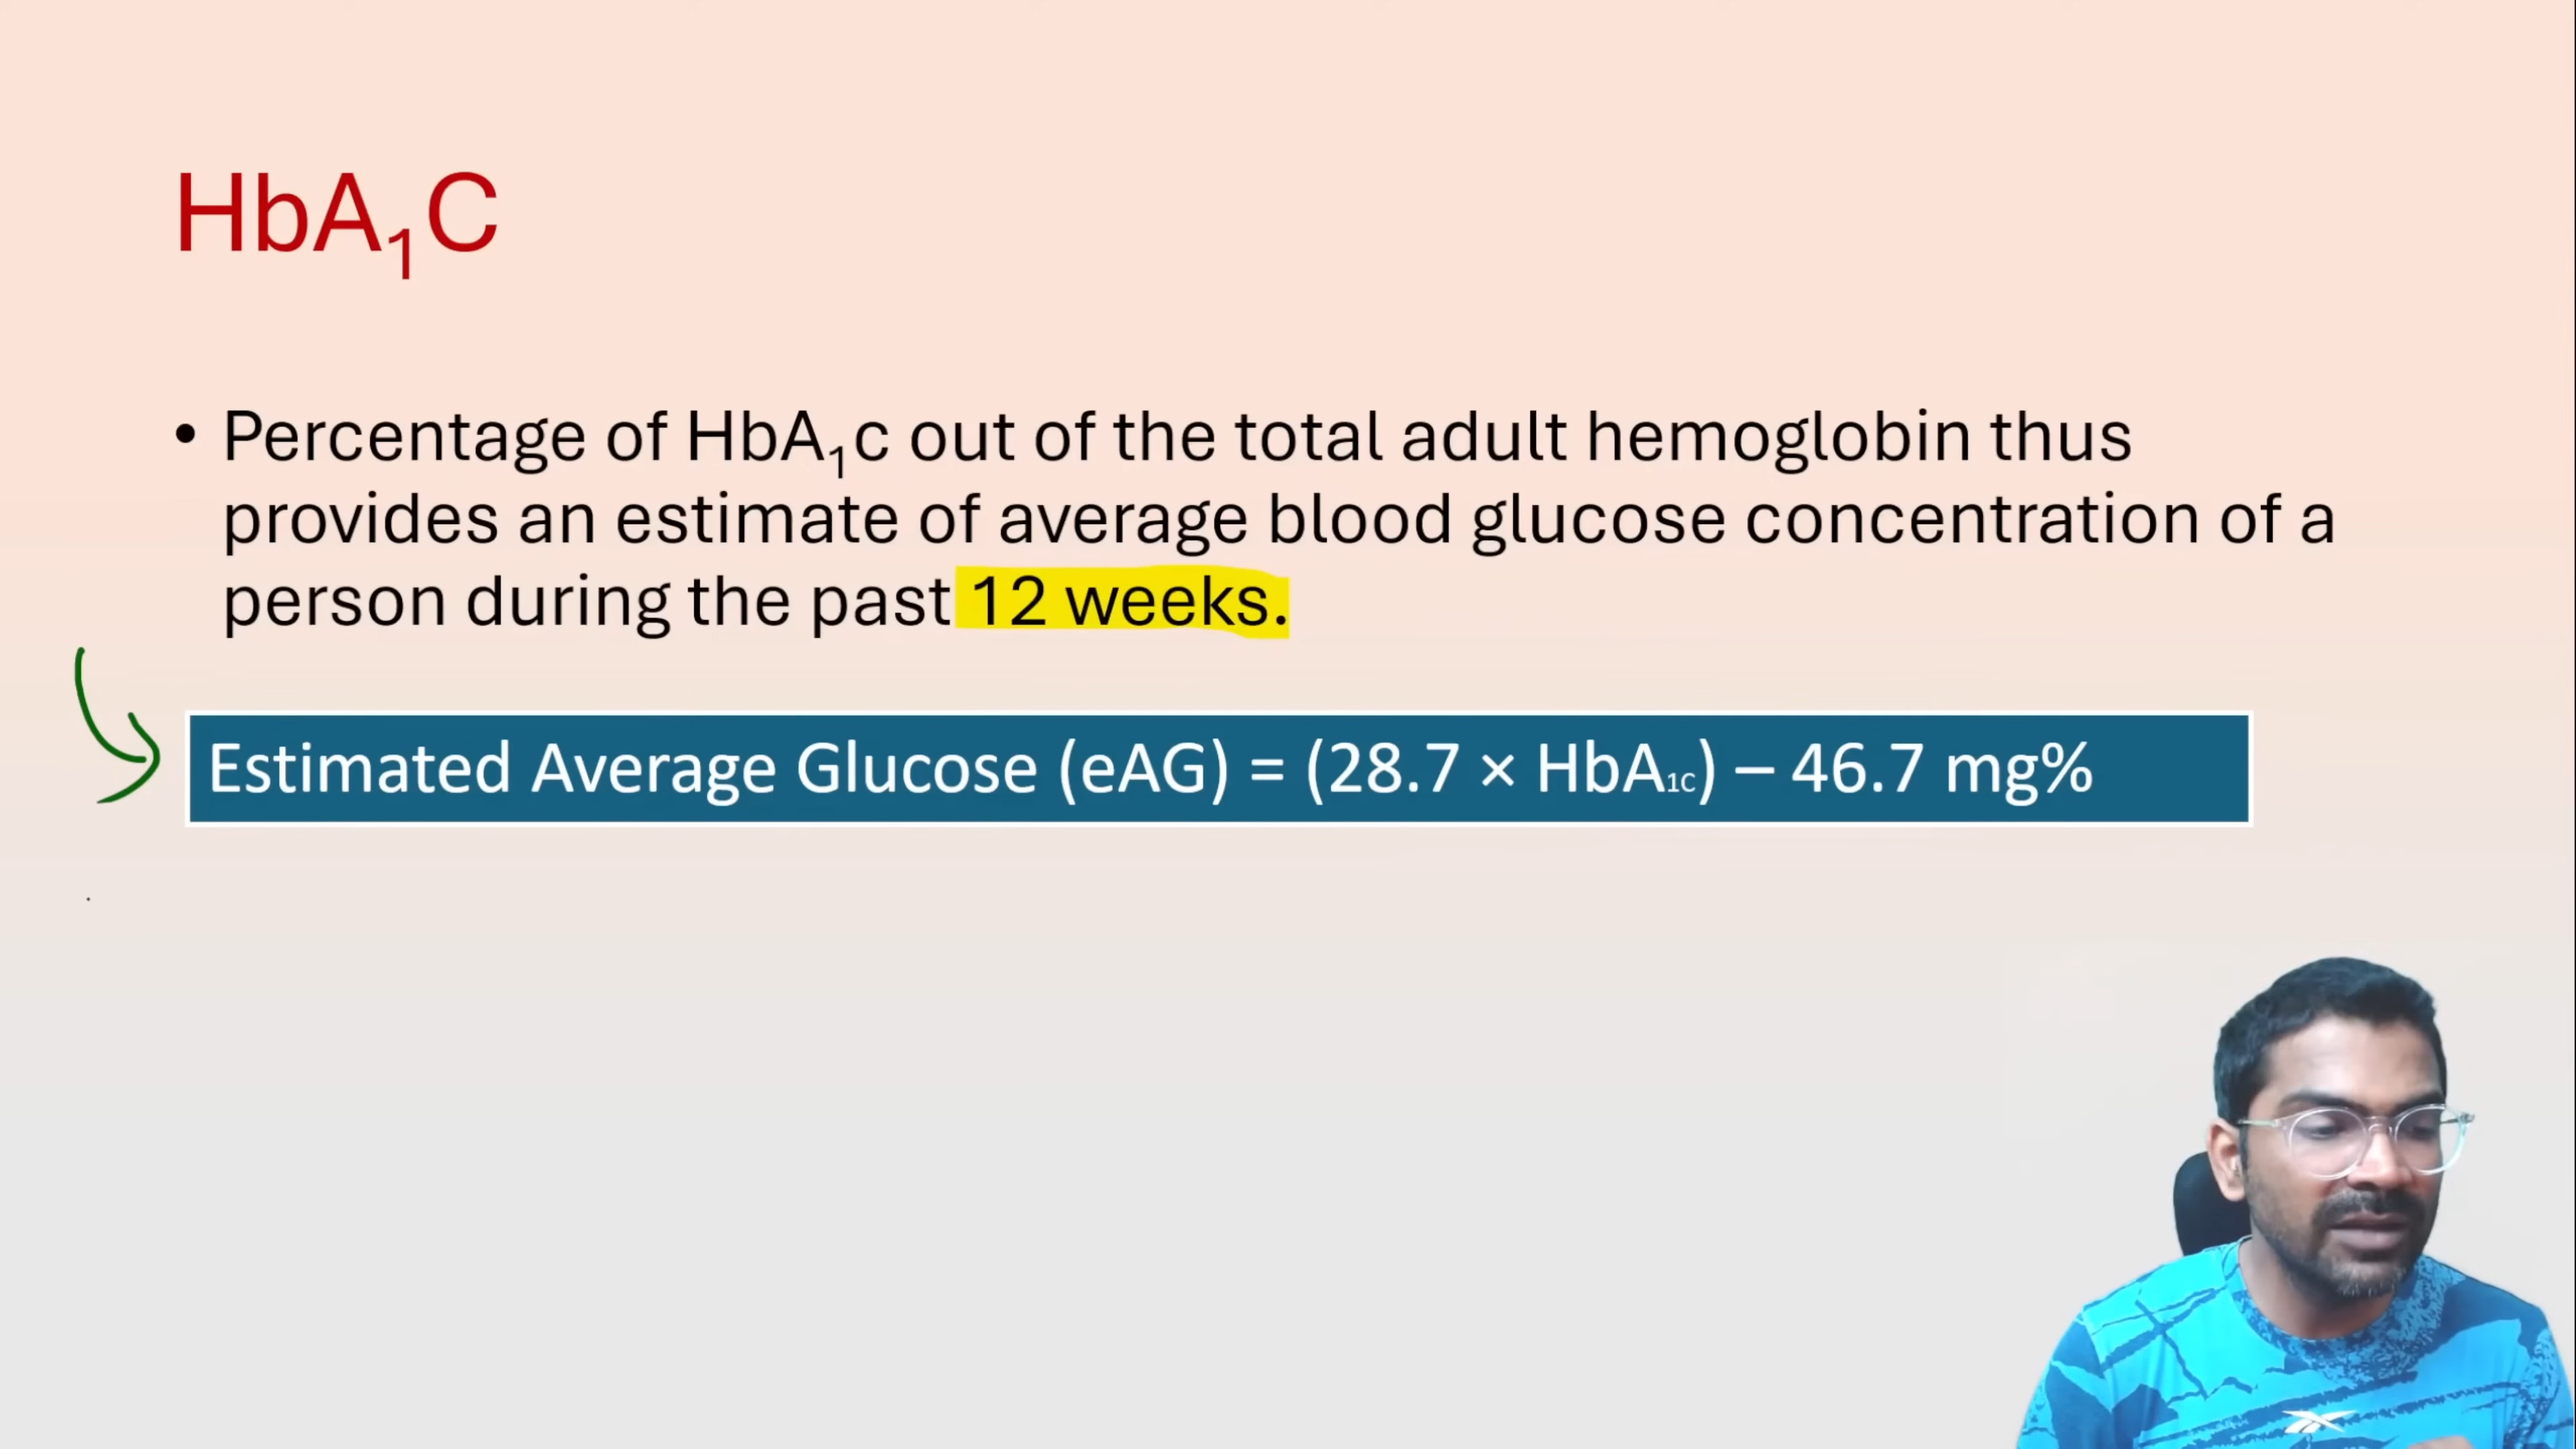 HbA₁C
• Percentage of HbA₁c out of the total adult hemoglobin thus
provides an estimate of average blood glucose concentration of a
person during the past 12 weeks.
Estimated Average Glucose (eAG) = (28.7 × HbA₁C) – 46.7 mg%